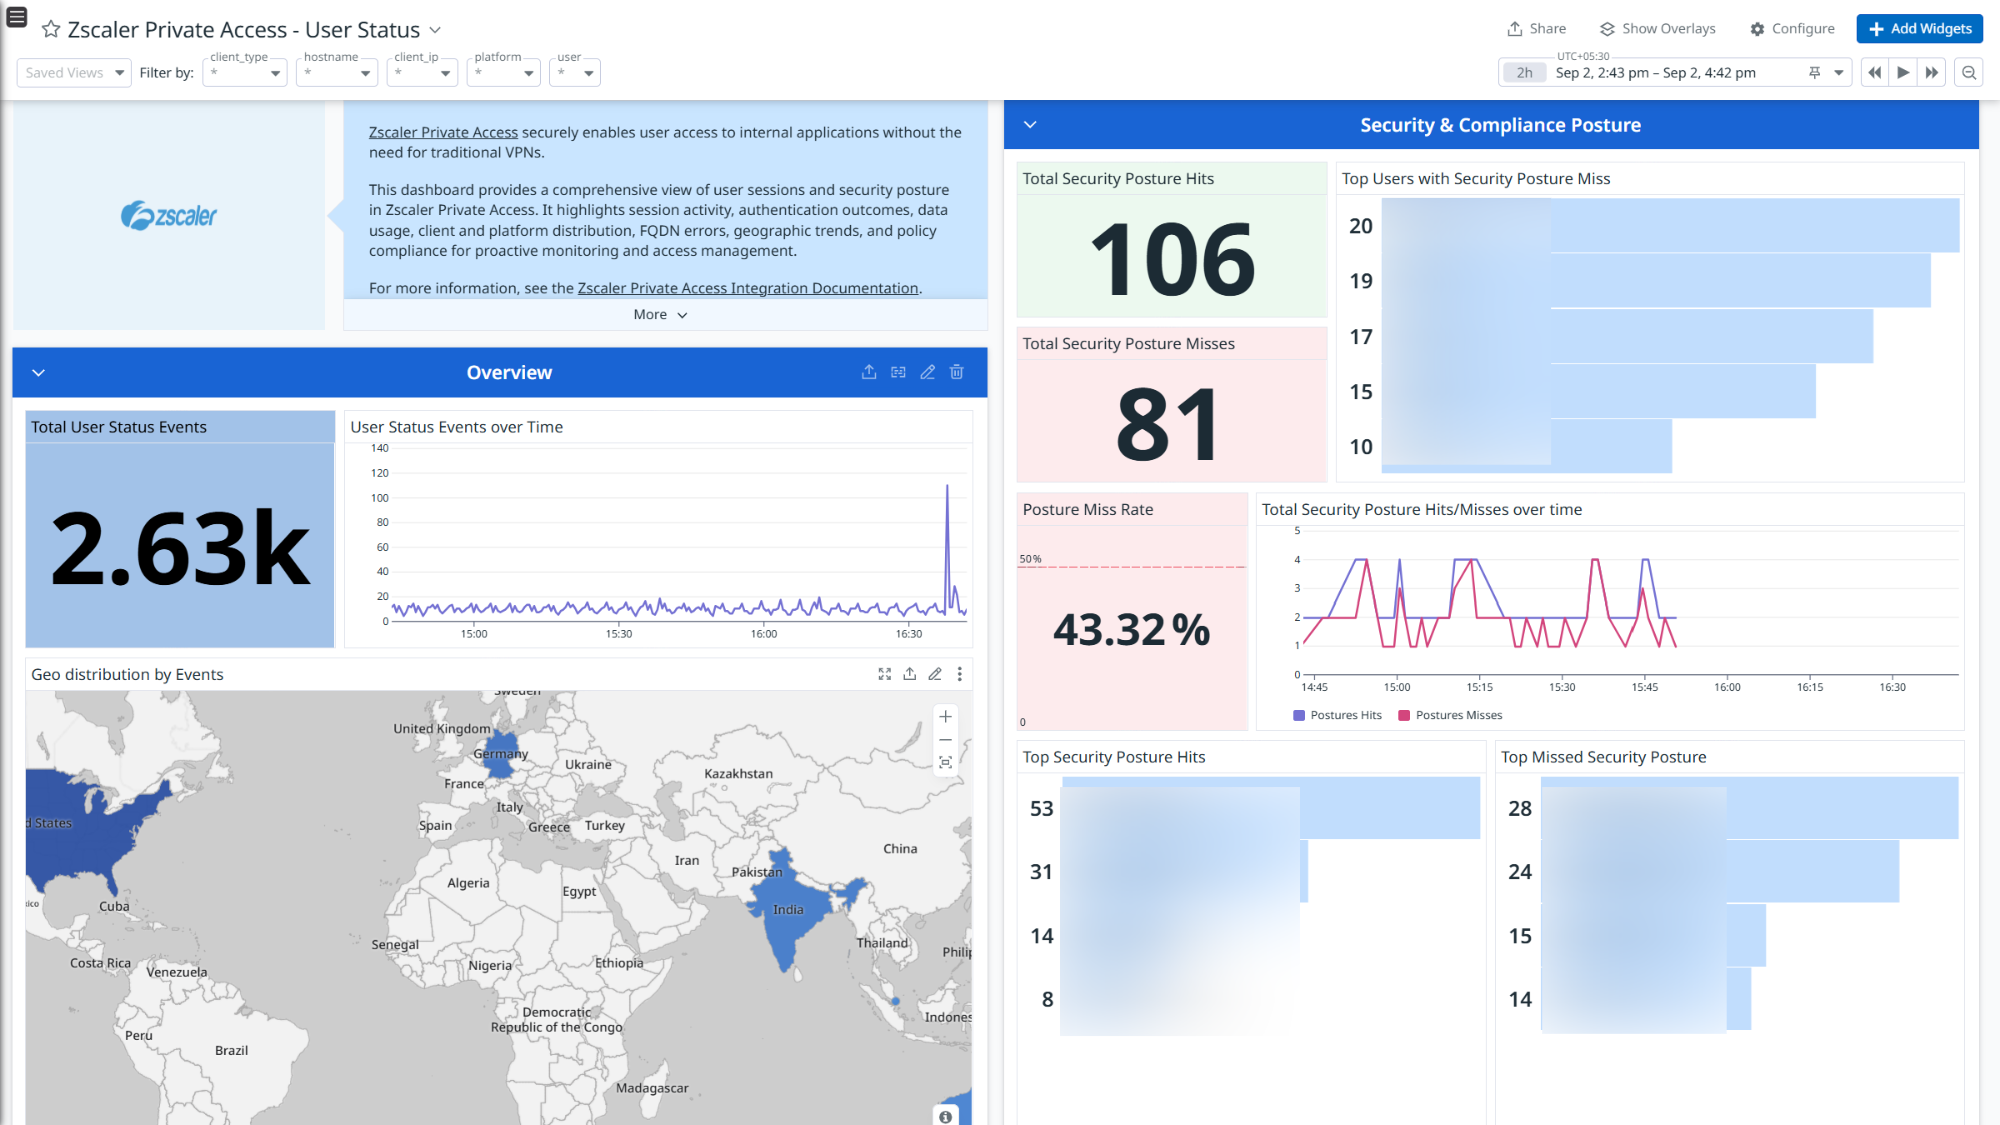 Zscaler Private Access - User Status
Share
Show Overlays
Configure
Add Widgets
Saved Views
Filter by:
client_type
*
hostname
*
client_ip
*
platform
*
user
*
UTC+05:30
2h
Sep 2, 2:43 pm – Sep 2, 4:42 pm
zscaler
Zscaler Private Access securely enables user access to internal applications without the
need for traditional VPNs.
This dashboard provides a comprehensive view of user sessions and security posture
in Zscaler Private Access. It highlights session activity, authentication outcomes, data
usage, client and platform distribution, FQDN errors, geographic trends, and policy
compliance for proactive monitoring and access management.
For more information, see the Zscaler Private Access Integration Documentation.
More
Overview
Total User Status Events
2.63k
User Status Events over Time
140
120
100
80
60
40
20
0
15:00
15:30
16:00
16:30
Geo distribution by Events
Sweden
United Kingdom
Germany
Ukraine
Kazakhstan
France
Italy
Spain
Greece
Turkey
d States
China
Iran
Pakistan
Algeria
Egypt
India
ico
Cuba
Senegal
Thailand
Philip
Costa Rica
Venezuela
Nigeria
Ethiopia
Democratic
Republic of the Congo
Indones
Peru
Brazil
Madagascar
Security & Compliance Posture
Total Security Posture Hits
106
Total Security Posture Misses
81
Top Users with Security Posture Miss
20
19
17
15
10
Posture Miss Rate
50%
43.32%
0
Total Security Posture Hits/Misses over time
5
4
3
2
1
0
14:45
15:00
15:15
15:30
15:45
16:00
16:15
16:30
Postures Hits
Postures Misses
Top Security Posture Hits
53
31
14
8
Top Missed Security Posture
28
24
15
14